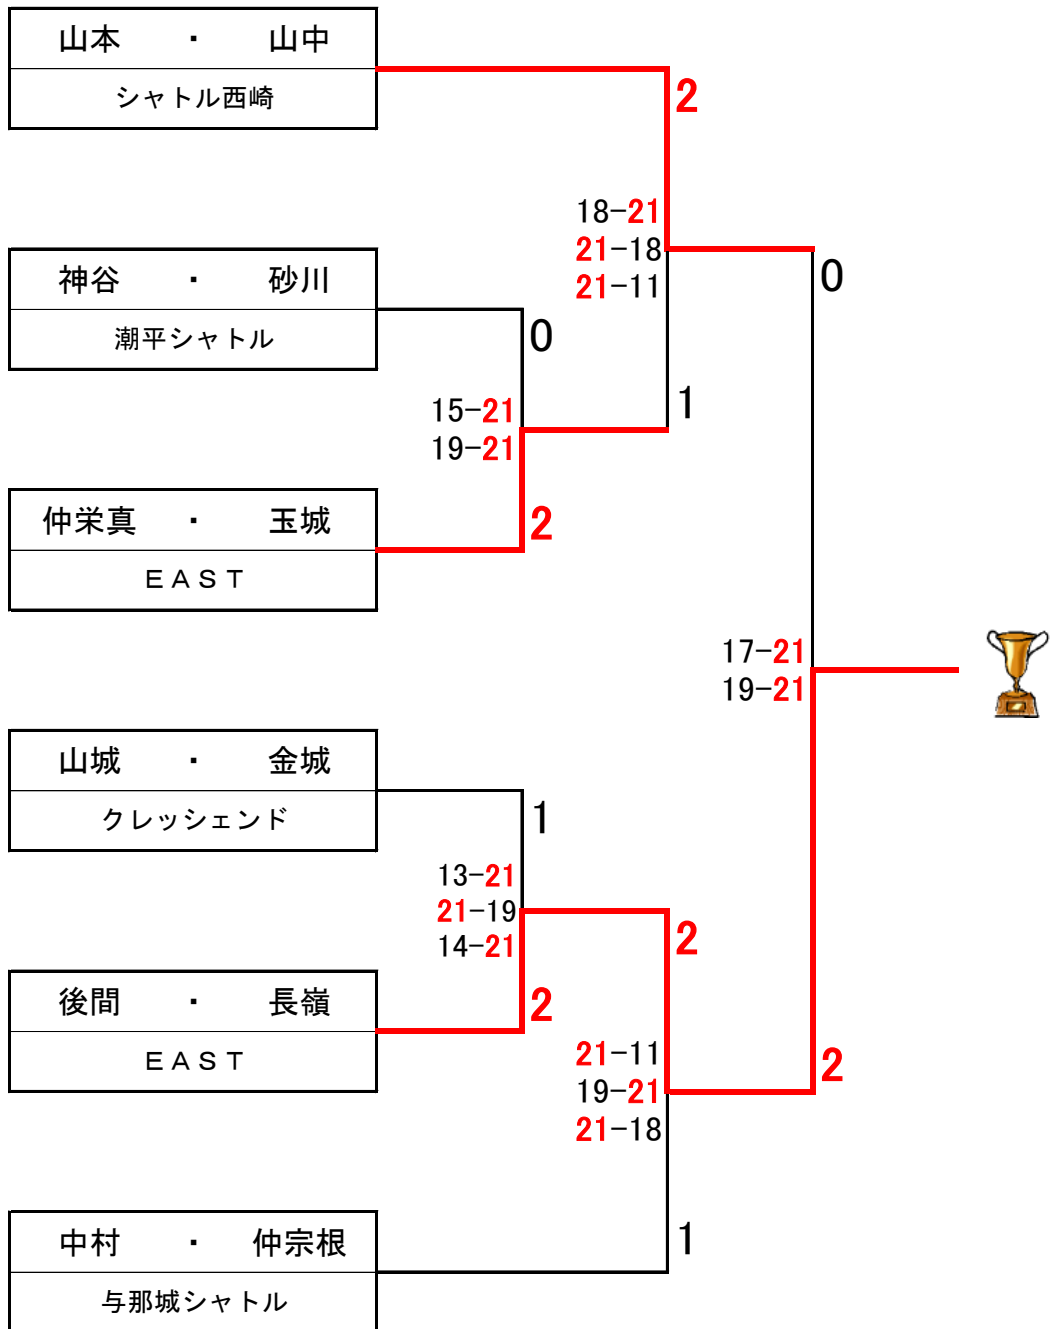 山本 ・ 山中
シャトル西崎
2
18-21
21-18
21-11
0
神谷 ・ 砂川
潮平シャトル
0
15-21
19-21
1
仲栄真 ・ 玉城
ＥＡＳＴ
2
17-21
19-21
山城 ・ 金城
クレッシェンド
1
13-21
21-19
14-21
2
後間 ・ 長嶺
ＥＡＳＴ
2
21-11
19-21
21-18
2
中村 ・ 仲宗根
与那城シャトル
1